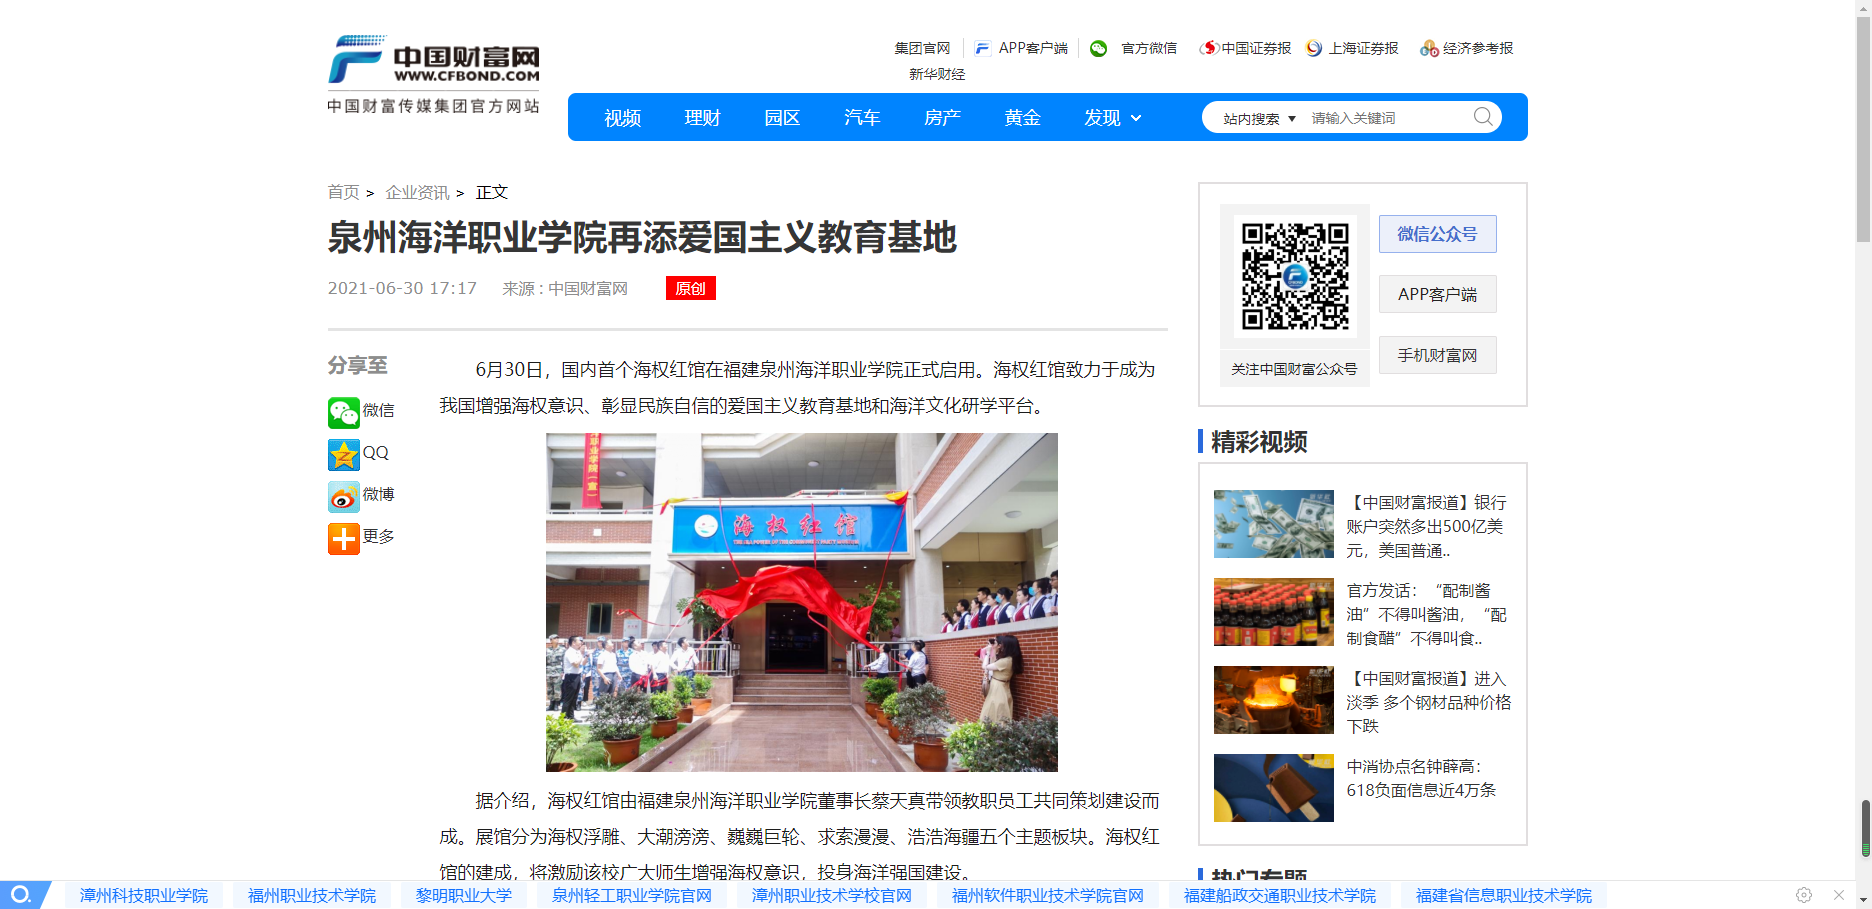 中国财富网
WWW.CFBOND.COM
中国财富传媒集团官方网站
集团官网 APP客户端 官方微信 中国证券报 上海证券报 经济参考报
新华财经
视频 理财 园区 汽车 房产 黄金 发现 站内搜索 请输入关键词
首页 > 企业资讯 > 正文
泉州海洋职业学院再添爱国主义教育基地
2021-06-30 17:17 来源：中国财富网 原创
分享至
微信
QQ
微博
更多
6月30日，国内首个海权红馆在福建泉州海洋职业学院正式启用。海权红馆致力于成为
我国增强海权意识、彰显民族自信的爱国主义教育基地和海洋文化研学平台。
海权红馆
据介绍，海权红馆由福建泉州海洋职业学院董事长蔡天真带领教职员工共同策划建设而
成。展馆分为海权浮雕、大潮滂滂、巍巍巨轮、求索漫漫、浩浩海疆五个主题板块。海权红
馆的建成，将激励该校广大师生增强海权意识，投身海洋强国建设。
微信公众号
APP客户端
手机财富网
关注中国财富公众号
精彩视频
【中国财富报道】银行
账户突然多出500亿美
元，美国普通..
官方发话：“配制酱
油”不得叫酱油，“配
制食醋”不得叫食..
【中国财富报道】进入
淡季 多个钢材品种价格
下跌
中消协点名钟薛高：
618负面信息近4万条
热门专题
漳州科技职业学院 福州职业技术学院 黎明职业大学 泉州轻工职业学院官网 漳州职业技术学校官网 福州软件职业技术学院官网 福建船政交通职业技术学院 福建省信息职业技术学院